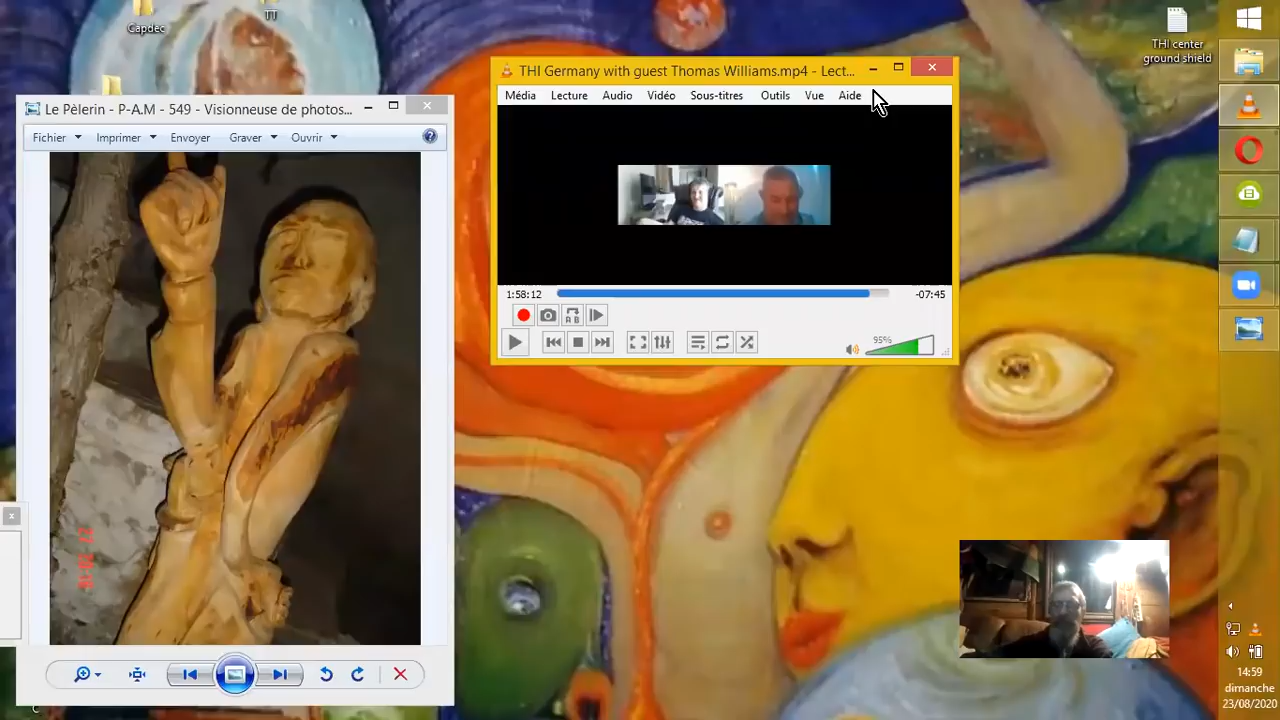 Capdec
TT
THI center
ground shield
THI Germany with guest Thomas Williams.mp4 - Lect...
Média Lecture Audio Vidéo Sous-titres Outils Vue Aide
Le Pèlerin - P-A.M - 549 - Visionneuse de photos...
Fichier Imprimer Envoyer Graver Ouvrir
1:58:12
-07:45
95%
14:59
dimanche
23/08/2020
C